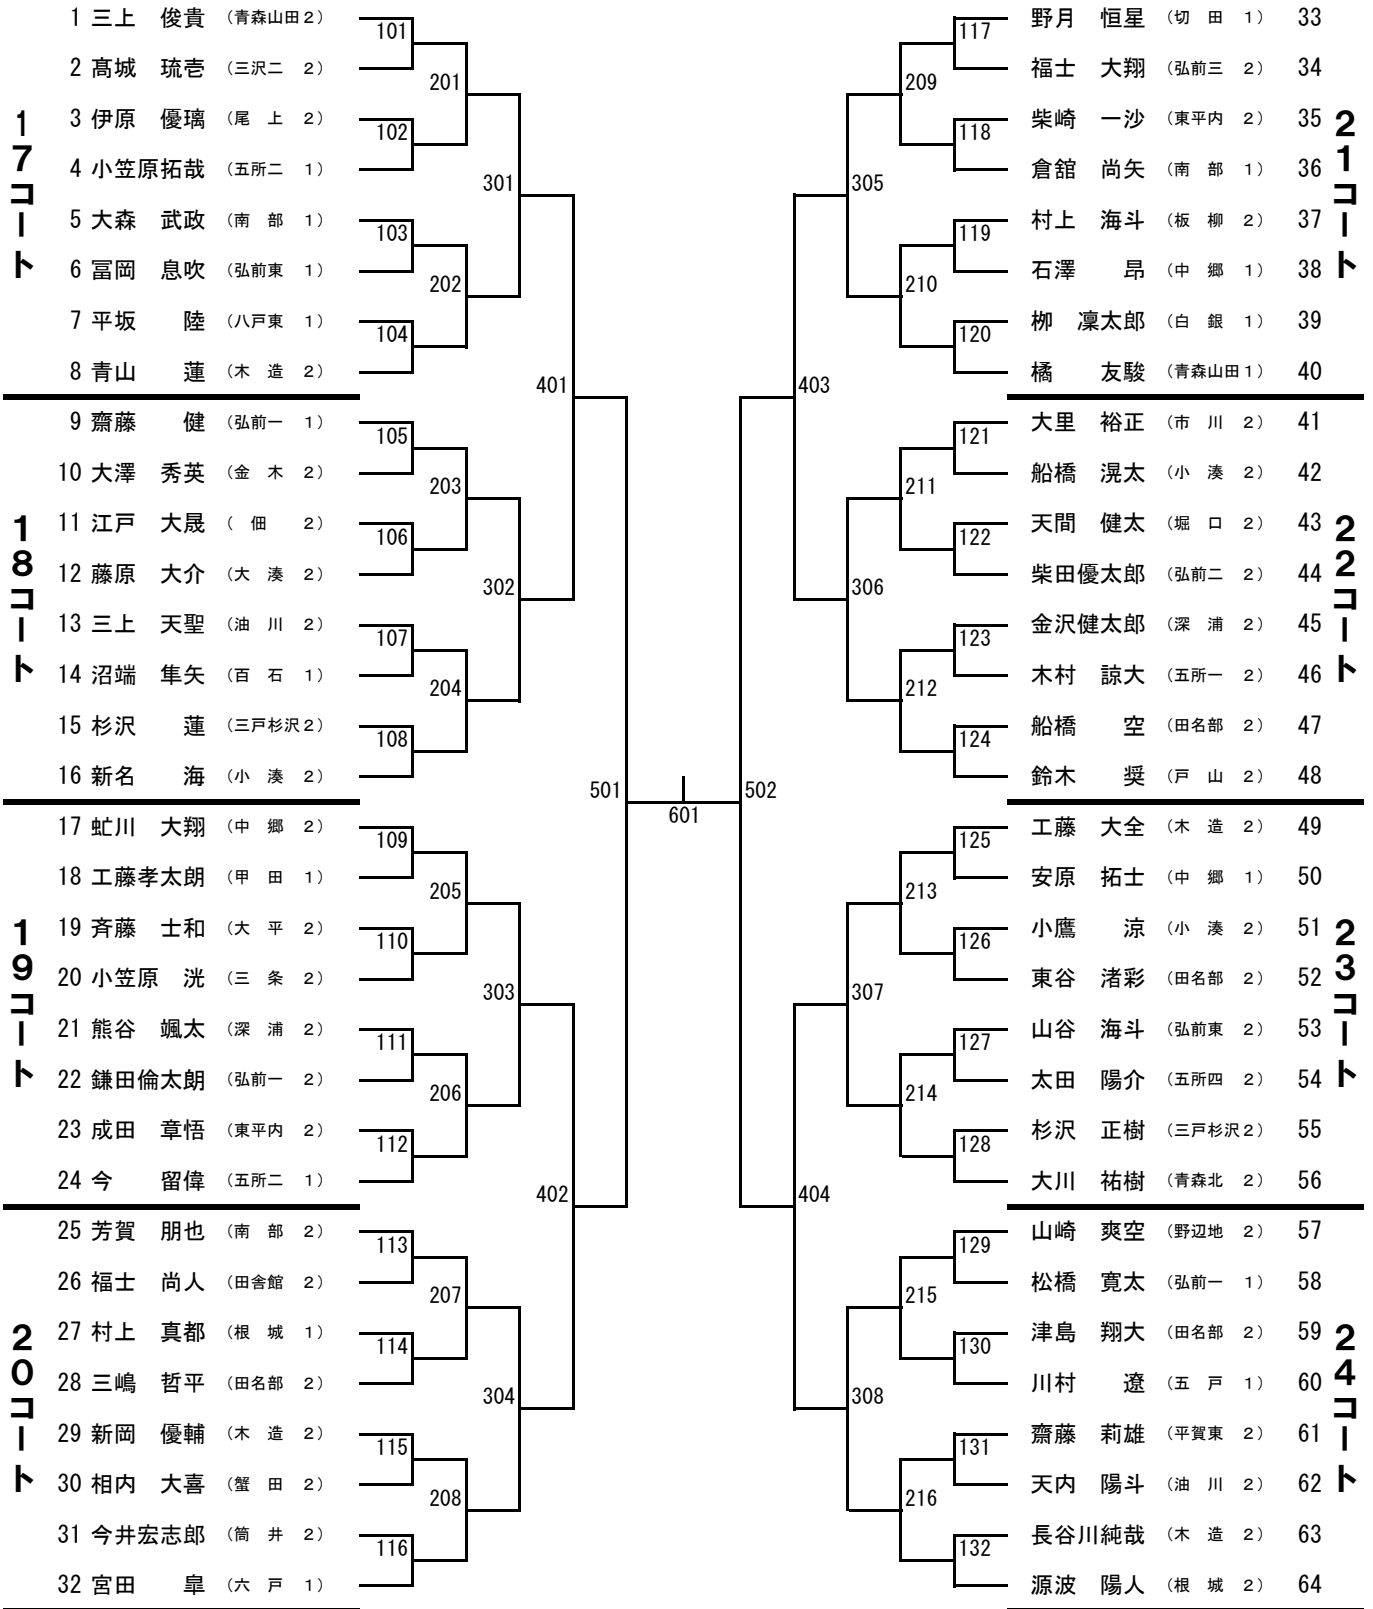 17コート
1 三上 俊貴 （青森山田2）
2 髙城 琉壱 （三沢二 2）
3 伊原 優璃 （尾 上 2）
4 小笠原拓哉 （五所二 1）
5 大森 武政 （南 部 1）
6 冨岡 息吹 （弘前東 1）
7 平坂 陸 （八戸東 1）
8 青山 蓮 （木 造 2）
18コート
9 齋藤 健 （弘前一 1）
10 大澤 秀英 （金 木 2）
11 江戸 大晟 （ 佃 2）
12 藤原 大介 （大 湊 2）
13 三上 天聖 （油 川 2）
14 沼端 隼矢 （百 石 1）
15 杉沢 蓮 （三戸杉沢2）
16 新名 海 （小 湊 2）
19コート
17 虻川 大翔 （中 郷 2）
18 工藤孝太朗 （甲 田 1）
19 斉藤 士和 （大 平 2）
20 小笠原 洸 （三 条 2）
21 熊谷 颯太 （深 浦 2）
22 鎌田倫太朗 （弘前一 2）
23 成田 章悟 （東平内 2）
24 今 留偉 （五所二 1）
20コート
25 芳賀 朋也 （南 部 2）
26 福士 尚人 （田舎館 2）
27 村上 真都 （根 城 1）
28 三嶋 哲平 （田名部 2）
29 新岡 優輔 （木 造 2）
30 相内 大喜 （蟹 田 2）
31 今井宏志郎 （筒 井 2）
32 宮田 皐 （六 戸 1）
101
102
103
104
105
106
107
108
109
110
111
112
113
114
115
116
201
202
203
204
205
206
207
208
301
302
303
304
401
402
501
601
502
403
404
305
306
307
308
209
210
211
212
213
214
215
216
117
118
119
120
121
122
123
124
125
126
127
128
129
130
131
132
野月 恒星 （切 田 1） 33
福士 大翔 （弘前三 2） 34
柴崎 一沙 （東平内 2） 35
倉舘 尚矢 （南 部 1） 36
村上 海斗 （板 柳 2） 37
石澤 昂 （中 郷 1） 38
栁 凜太郎 （白 銀 1） 39
橘 友駿 （青森山田1） 40
21コート
大里 裕正 （市 川 2） 41
船橋 滉太 （小 湊 2） 42
天間 健太 （堀 口 2） 43
柴田優太郎 （弘前二 2） 44
金沢健太郎 （深 浦 2） 45
木村 諒大 （五所一 2） 46
船橋 空 （田名部 2） 47
鈴木 奨 （戸 山 2） 48
22コート
工藤 大全 （木 造 2） 49
安原 拓士 （中 郷 1） 50
小鷹 涼 （小 湊 2） 51
東谷 渚彩 （田名部 2） 52
山谷 海斗 （弘前東 2） 53
太田 陽介 （五所四 2） 54
杉沢 正樹 （三戸杉沢2） 55
大川 祐樹 （青森北 2） 56
23コート
山崎 爽空 （野辺地 2） 57
松橋 寛太 （弘前一 1） 58
津島 翔大 （田名部 2） 59
川村 遼 （五 戸 1） 60
齋藤 莉雄 （平賀東 2） 61
天内 陽斗 （油 川 2） 62
長谷川純哉 （木 造 2） 63
源波 陽人 （根 城 2） 64
24コート